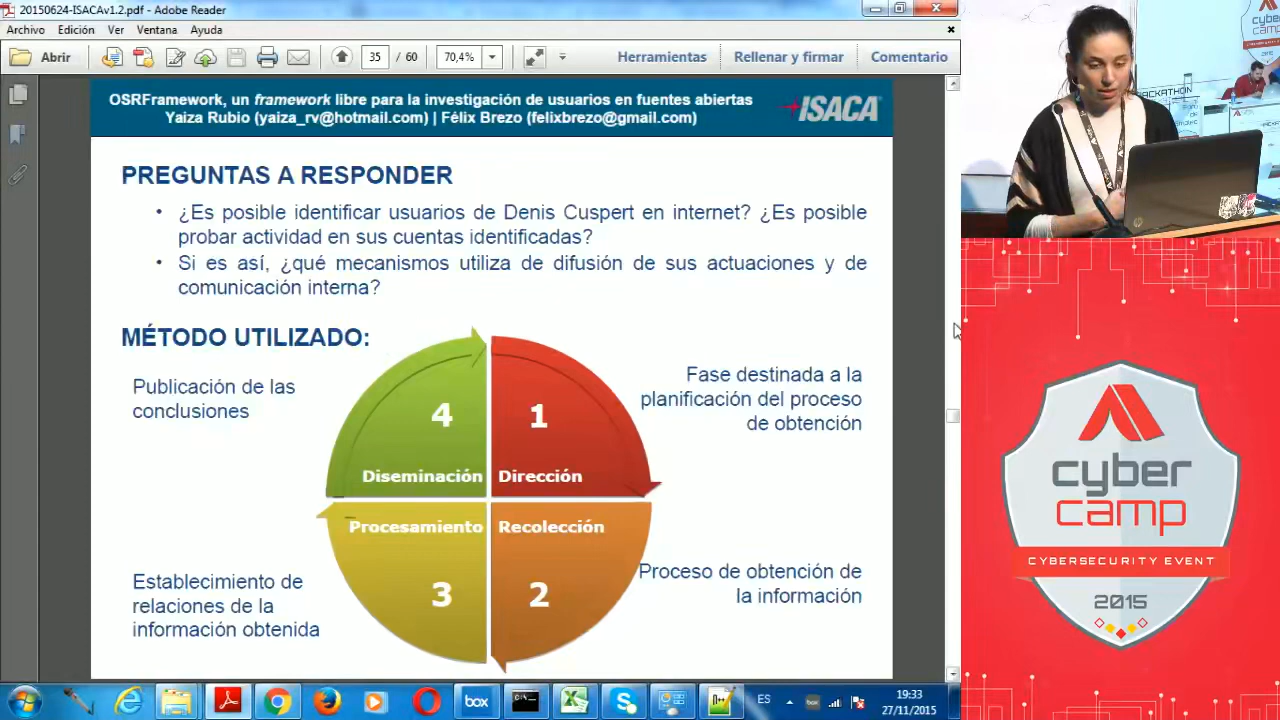 20150624-ISACAv1.2.pdf - Adobe Reader
Archivo Edición Ver Ventana Ayuda
Abrir
35 / 60
70,4%
Herramientas
Rellenar y firmar
Comentario
OSRFramework, un framework libre para la investigación de usuarios en fuentes abiertas
Yaiza Rubio (yaiza_rv@hotmail.com) | Félix Brezo (felixbrezo@gmail.com)
ISACA
PREGUNTAS A RESPONDER
• ¿Es posible identificar usuarios de Denis Cuspert en internet? ¿Es posible
probar actividad en sus cuentas identificadas?
• Si es así, ¿qué mecanismos utiliza de difusión de sus actuaciones y de
comunicación interna?
MÉTODO UTILIZADO:
Publicación de las
conclusiones
4
Diseminación
1
Dirección
Fase destinada a la
planificación del proceso
de obtención
Procesamiento
3
Recolección
2
Establecimiento de
relaciones de la
información obtenida
Proceso de obtención de
la información
HACKATHON
cyber
camp
CYBERSECURITY EVENT
2015
box
ES
box
19:33
27/11/2015